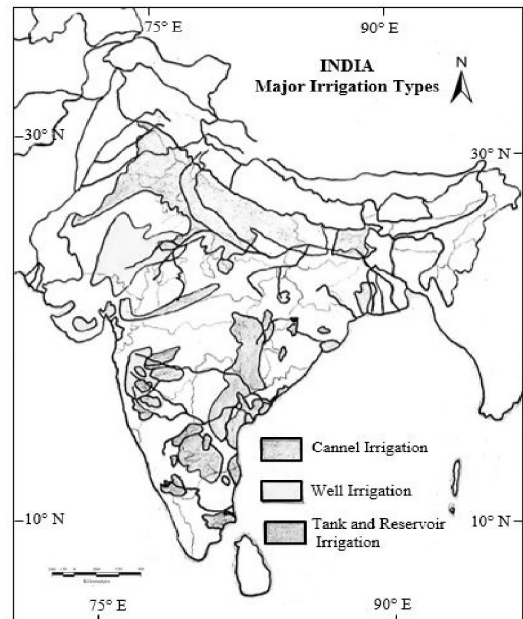 75° E
90° E
INDIA
Major Irrigation Types
N
30° N
30° N
Cannel Irrigation
Well Irrigation
Tank and Reservoir
Irrigation
10° N
10° N
Kilometers
75° E
90° E